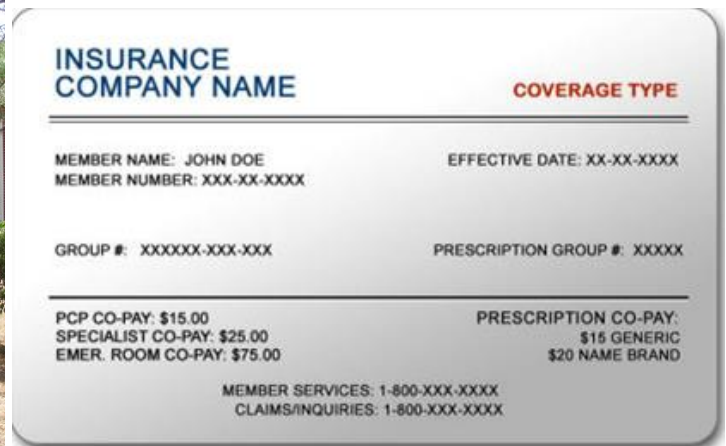 INSURANCE
COMPANY NAME
COVERAGE TYPE
MEMBER NAME: JOHN DOE
EFFECTIVE DATE: XX-XX-XXXX
MEMBER NUMBER: XXX-XX-XXXX
GROUP #: XXXXXX-XXX-XXX
PRESCRIPTION GROUP #: XXXXX
PCP CO-PAY: $15.00
SPECIALIST CO-PAY: $25.00
EMER. ROOM CO-PAY: $75.00
PRESCRIPTION CO-PAY:
$15 GENERIC
$20 NAME BRAND
MEMBER SERVICES: 1-800-XXX-XXXX
CLAIMS/INQUIRIES: 1-800-XXX-XXXX